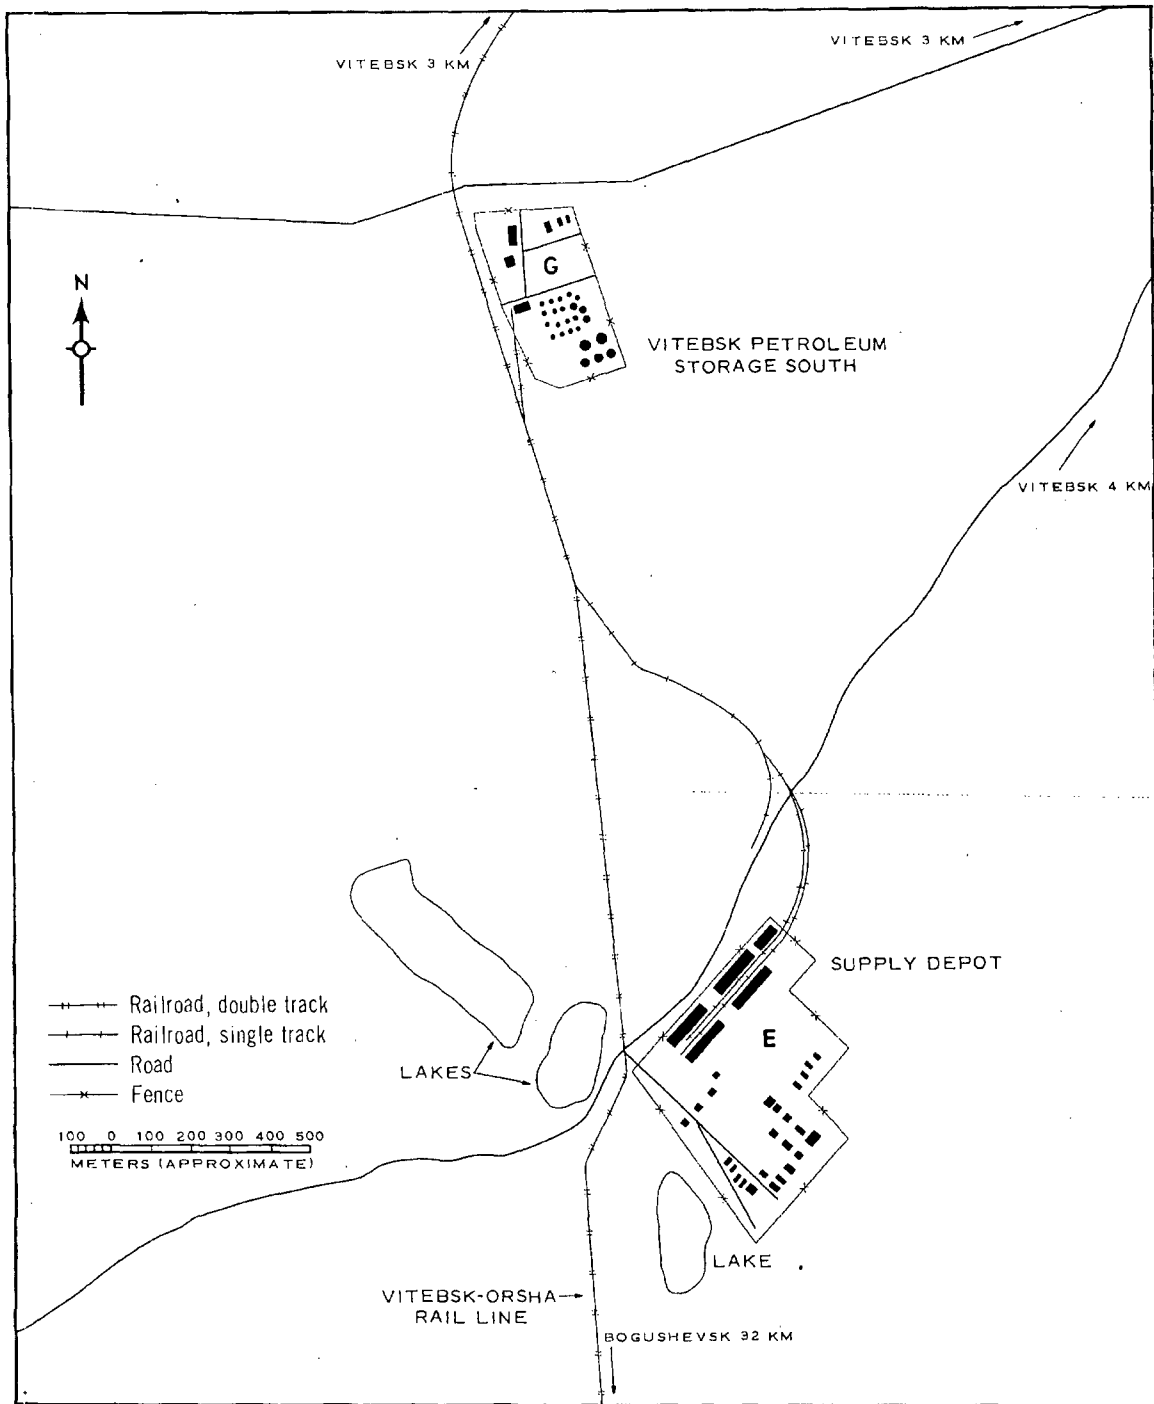 VITEBSK 3 KM
VITEBSK 3 KM
N
G
VITEBSK PETROLEUM
STORAGE SOUTH
VITEBSK 4 KM
SUPPLY DEPOT
E
Railroad, double track
Railroad, single track
Road
Fence
LAKES
100 0 100 200 300 400 500
METERS (APPROXIMATE)
LAKE
VITEBSK-ORSHA
RAIL LINE
BOGUSHEVSK 32 KM